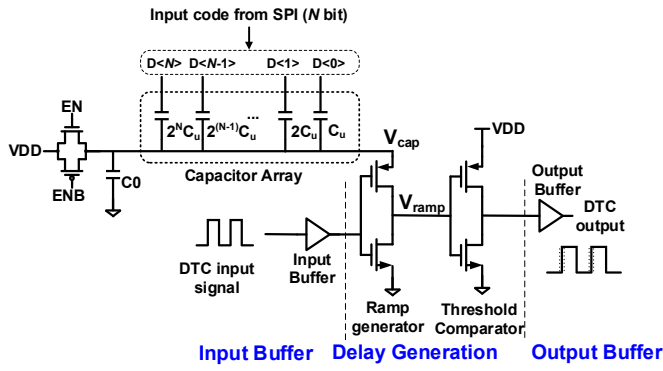 Input code from SPI (N bit)
D<N> D<N-1> D<1> D<0>
EN
...
2^N C_u 2^(N-1) C_u 2C_u C_u
VDD
V_cap
VDD
C0
Capacitor Array
ENB
Output
Buffer
V_ramp
DTC
output
DTC input
signal
Input
Buffer
Ramp
generator
Threshold
Comparator
Input Buffer Delay Generation Output Buffer